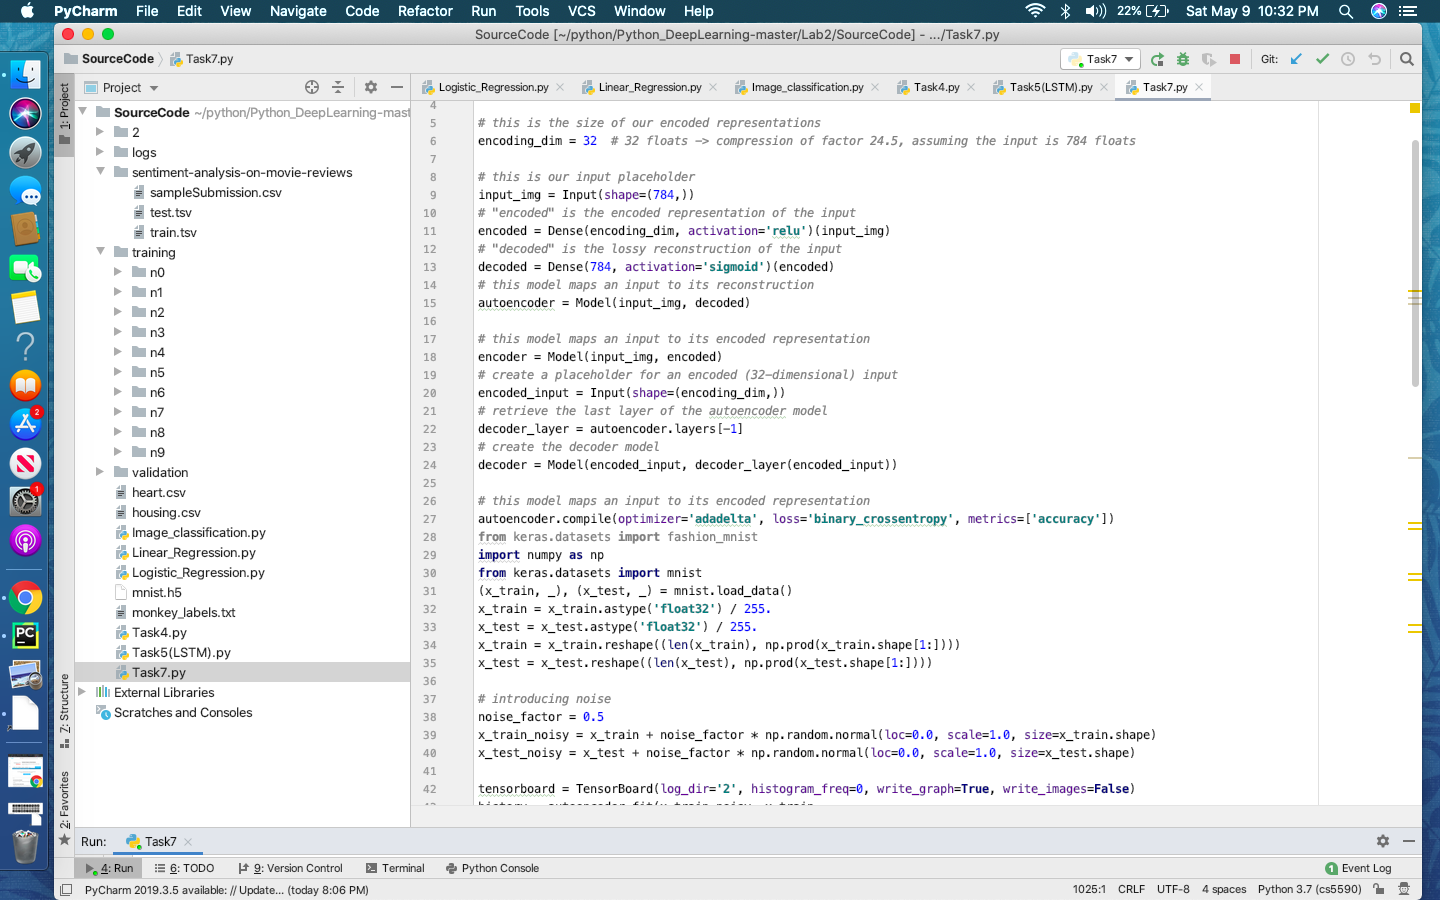 PyCharm File Edit View Navigate Code Refactor Run Tools VCS Window Help 22% Sat May 9 10:32 PM
SourceCode [~/python/Python_DeepLearning-master/Lab2/SourceCode] - .../Task7.py
SourceCode Task7.py Task7 Git:
Project Logistic_Regression.py Linear_Regression.py Image_classification.py Task4.py Task5(LSTM).py Task7.py
1: Project
7: Structure
2: Favorites
SourceCode ~/python/Python_DeepLearning-mast
2
logs
sentiment-analysis-on-movie-reviews
sampleSubmission.csv
test.tsv
train.tsv
training
n0
n1
n2
n3
n4
n5
n6
n7
n8
n9
validation
heart.csv
housing.csv
Image_classification.py
Linear_Regression.py
Logistic_Regression.py
mnist.h5
monkey_labels.txt
Task4.py
Task5(LSTM).py
Task7.py
External Libraries
Scratches and Consoles
4
5 # this is the size of our encoded representations
6 encoding_dim = 32  # 32 floats -> compression of factor 24.5, assuming the input is 784 floats
7
8 # this is our input placeholder
9 input_img = Input(shape=(784,))
10 # "encoded" is the encoded representation of the input
11 encoded = Dense(encoding_dim, activation='relu')(input_img)
12 # "decoded" is the lossy reconstruction of the input
13 decoded = Dense(784, activation='sigmoid')(encoded)
14 # this model maps an input to its reconstruction
15 autoencoder = Model(input_img, decoded)
16
17 # this model maps an input to its encoded representation
18 encoder = Model(input_img, encoded)
19 # create a placeholder for an encoded (32-dimensional) input
20 encoded_input = Input(shape=(encoding_dim,))
21 # retrieve the last layer of the autoencoder model
22 decoder_layer = autoencoder.layers[-1]
23 # create the decoder model
24 decoder = Model(encoded_input, decoder_layer(encoded_input))
25
26 # this model maps an input to its encoded representation
27 autoencoder.compile(optimizer='adadelta', loss='binary_crossentropy', metrics=['accuracy'])
28 from keras.datasets import fashion_mnist
29 import numpy as np
30 from keras.datasets import mnist
31 (x_train, _), (x_test, _) = mnist.load_data()
32 x_train = x_train.astype('float32') / 255.
33 x_test = x_test.astype('float32') / 255.
34 x_train = x_train.reshape((len(x_train), np.prod(x_train.shape[1:])))
35 x_test = x_test.reshape((len(x_test), np.prod(x_test.shape[1:])))
36
37 # introducing noise
38 noise_factor = 0.5
39 x_train_noisy = x_train + noise_factor * np.random.normal(loc=0.0, scale=1.0, size=x_train.shape)
40 x_test_noisy = x_test + noise_factor * np.random.normal(loc=0.0, scale=1.0, size=x_test.shape)
41
42 tensorboard = TensorBoard(log_dir='2', histogram_freq=0, write_graph=True, write_images=False)
Run: Task7
4: Run 6: TODO 9: Version Control Terminal Python Console 1 Event Log
PyCharm 2019.3.5 available: // Update... (today 8:06 PM) 1025:1 CRLF UTF-8 4 spaces Python 3.7 (cs5590)